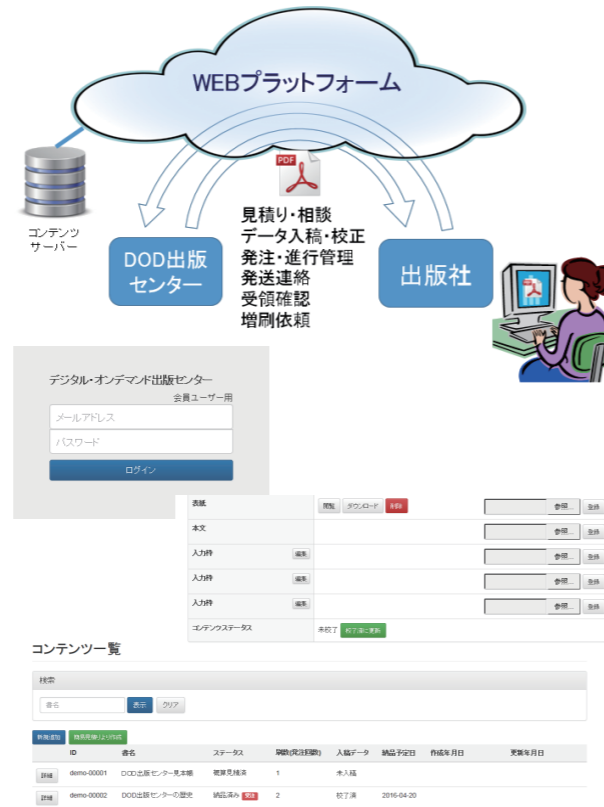 WEBプラットフォーム
PDF
コンテンツ
サーバー
DOD出版
センター
見積り・相談
データ入稿・校正
発注・進行管理
発送連絡
受領確認
増刷依頼
出版社
デジタル・オンデマンド出版センター
会員ユーザー用
メールアドレス
パスワード
ログイン
表紙 閲覧 ダウンロード 削除 参照... 登録
本文 参照... 登録
入力枠 編集 参照... 登録
入力枠 編集 参照... 登録
入力枠 編集 参照... 登録
コンテンツステータス 未校了 校了済に更新
コンテンツ一覧
検索
書名 表示 クリア
新規追加 簡易見積りより作成
ID 書名 ステータス 刷数(発注回数) 入稿データ 納品予定日 作成年月日 更新年月日
詳細 demo-00001 DOD出版センター見本帳 概算見積済 1 未入稿
詳細 demo-00002 DOD出版センターの歴史 納品済み 2 校了済 2016-04-20